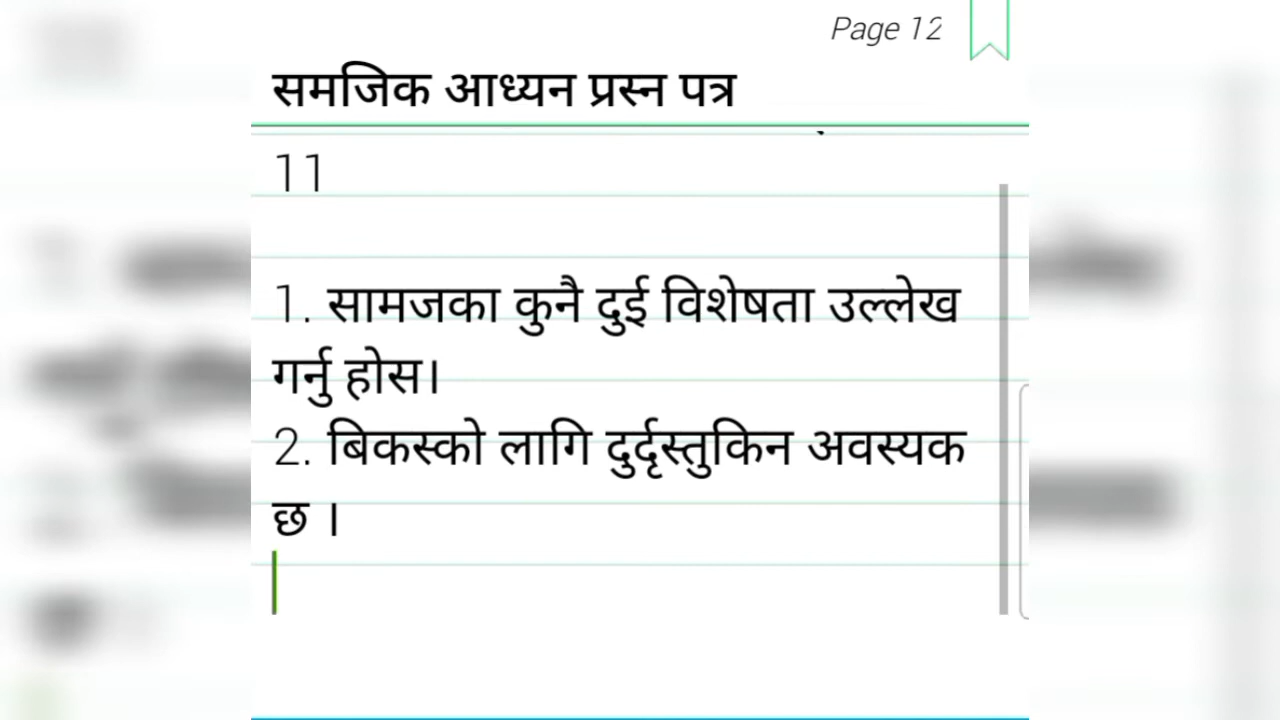 Page 12
समजिक आध्यन प्रस्न पत्र
11
1. सामजका कुनै दुई विशेषता उल्लेख
गर्नु होस।
2. बिकस्को लागि दुर्दृस्तुकिन अवस्यक
छ ।